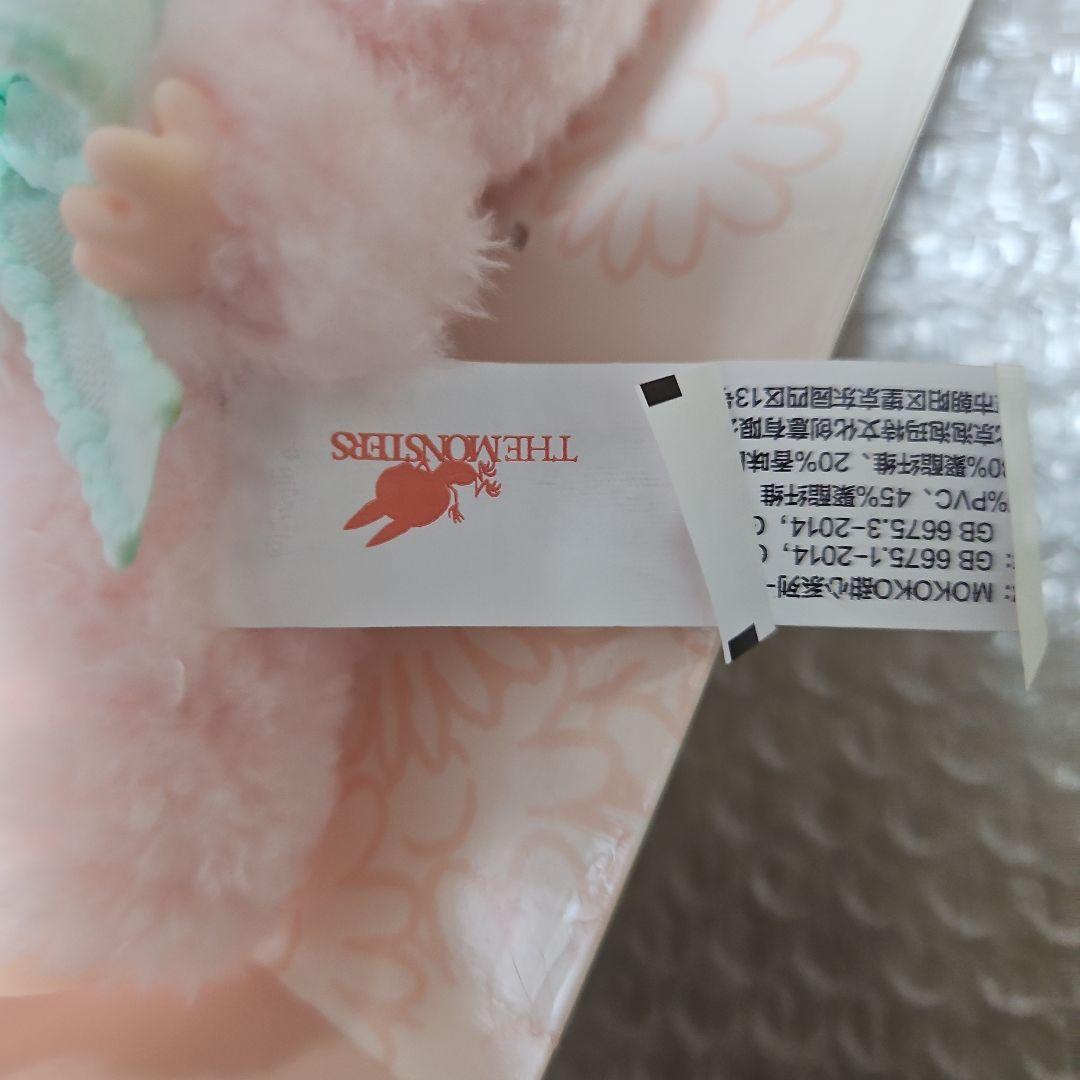 THE MONSTERS
: MOKOKO甜心系列-
: GB 6675.1-2014,
GB 6675.3-2014,
%PVC、45%聚酯纤维
80%聚酯纤维、20%香味
京泡泡玛特文化创意有限
市朝阳区望京东园四区13号